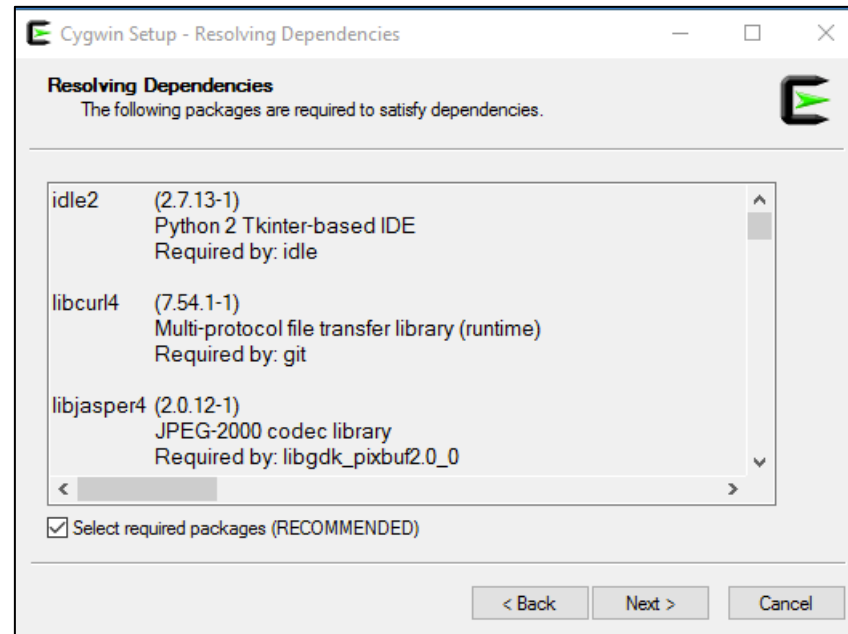 Cygwin Setup - Resolving Dependencies
Resolving Dependencies
The following packages are required to satisfy dependencies.
idle2 (2.7.13-1)
Python 2 Tkinter-based IDE
Required by: idle
libcurl4 (7.54.1-1)
Multi-protocol file transfer library (runtime)
Required by: git
libjasper4 (2.0.12-1)
JPEG-2000 codec library
Required by: libgdk_pixbuf2.0_0
Select required packages (RECOMMENDED)
< Back Next > Cancel